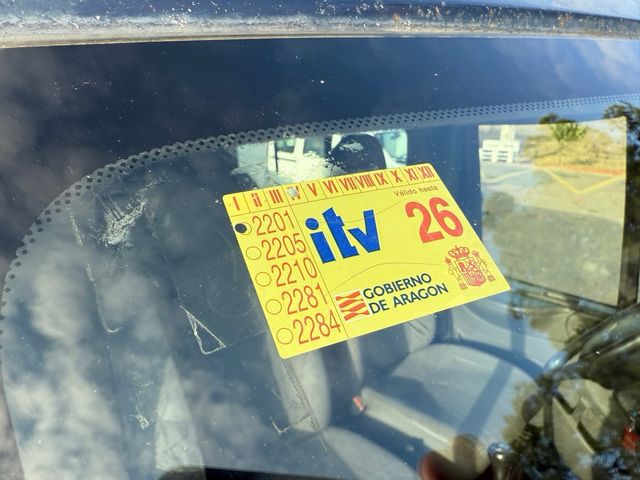 I II III IV V VI VII VIII IX X XI XII
Válido hasta
2201
2205
2210
2281
2284
itv
26
GOBIERNO
DE ARAGON